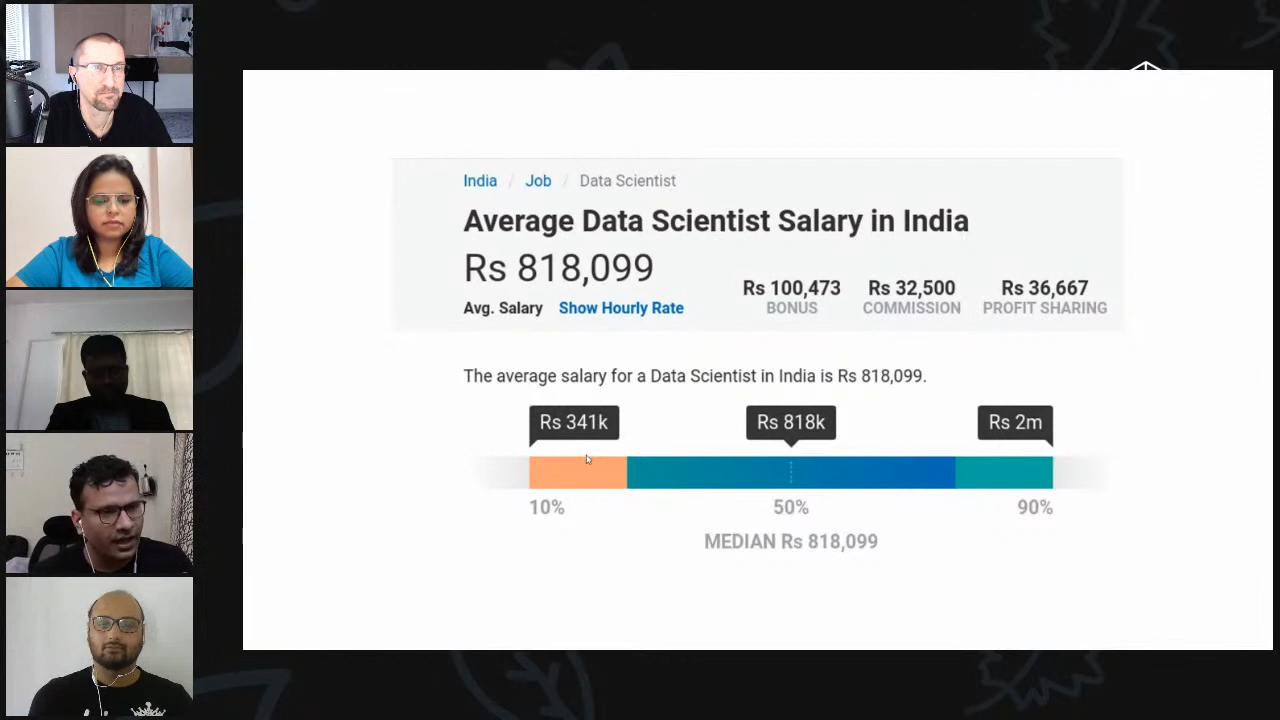 India / Job / Data Scientist
Average Data Scientist Salary in India
Rs 818,099
Avg. Salary Show Hourly Rate
Rs 100,473 Rs 32,500 Rs 36,667
BONUS COMMISSION PROFIT SHARING
The average salary for a Data Scientist in India is Rs 818,099.
Rs 341k Rs 818k Rs 2m
10% 50% 90%
MEDIAN Rs 818,099